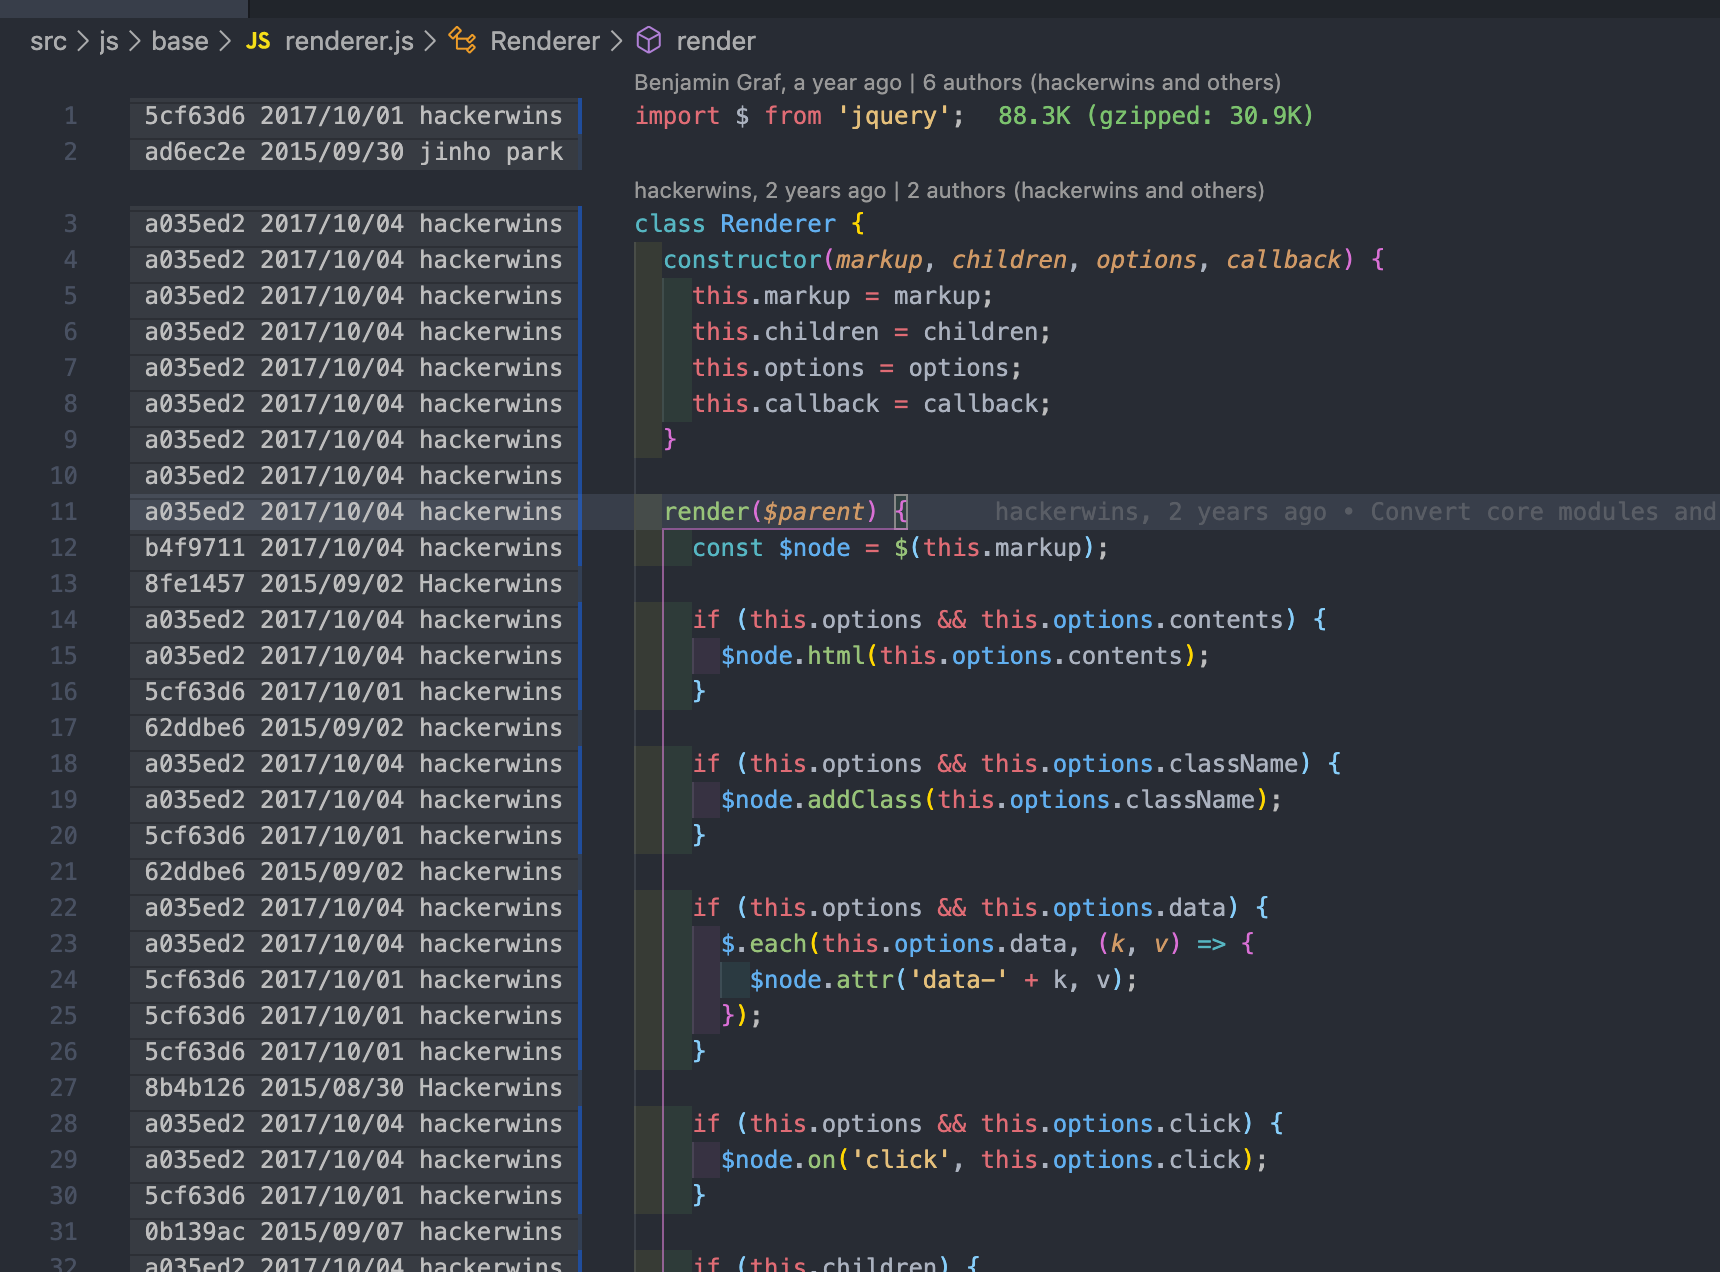 src > js > base > JS renderer.js > Renderer > render
Benjamin Graf, a year ago | 6 authors (hackerwins and others)
1 5cf63d6 2017/10/01 hackerwins import $ from 'jquery'; 88.3K (gzipped: 30.9K)
2 ad6ec2e 2015/09/30 jinho park
hackerwins, 2 years ago | 2 authors (hackerwins and others)
3 a035ed2 2017/10/04 hackerwins class Renderer {
4 a035ed2 2017/10/04 hackerwins constructor(markup, children, options, callback) {
5 a035ed2 2017/10/04 hackerwins this.markup = markup;
6 a035ed2 2017/10/04 hackerwins this.children = children;
7 a035ed2 2017/10/04 hackerwins this.options = options;
8 a035ed2 2017/10/04 hackerwins this.callback = callback;
9 a035ed2 2017/10/04 hackerwins }
10 a035ed2 2017/10/04 hackerwins
11 a035ed2 2017/10/04 hackerwins render($parent) { hackerwins, 2 years ago • Convert core modules and
12 b4f9711 2017/10/04 hackerwins const $node = $(this.markup);
13 8fe1457 2015/09/02 Hackerwins
14 a035ed2 2017/10/04 hackerwins if (this.options && this.options.contents) {
15 a035ed2 2017/10/04 hackerwins $node.html(this.options.contents);
16 5cf63d6 2017/10/01 hackerwins }
17 62ddbe6 2015/09/02 hackerwins
18 a035ed2 2017/10/04 hackerwins if (this.options && this.options.className) {
19 a035ed2 2017/10/04 hackerwins $node.addClass(this.options.className);
20 5cf63d6 2017/10/01 hackerwins }
21 62ddbe6 2015/09/02 hackerwins
22 a035ed2 2017/10/04 hackerwins if (this.options && this.options.data) {
23 a035ed2 2017/10/04 hackerwins $.each(this.options.data, (k, v) => {
24 5cf63d6 2017/10/01 hackerwins $node.attr('data-' + k, v);
25 5cf63d6 2017/10/01 hackerwins });
26 5cf63d6 2017/10/01 hackerwins }
27 8b4b126 2015/08/30 Hackerwins
28 a035ed2 2017/10/04 hackerwins if (this.options && this.options.click) {
29 a035ed2 2017/10/04 hackerwins $node.on('click', this.options.click);
30 5cf63d6 2017/10/01 hackerwins }
31 0b139ac 2015/09/07 hackerwins
32 a035ed2 2017/10/04 hackerwins if (this.children) {